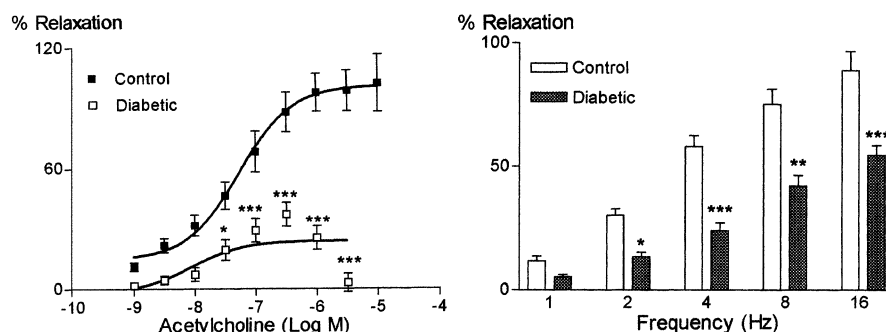 % Relaxation
120
■ Control
□ Diabetic
60
*
***
***
***
***
0
-9 -8 -7 -6 -5 -4
Acetylcholine (Log M)
% Relaxation
100
Control
Diabetic
50
*
***
**
***
0
1 2 4 8 16
Frequency (Hz)